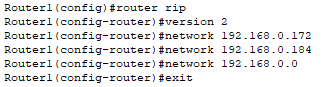 Router1(config)#router rip
Router1(config-router)#version 2
Router1(config-router)#network 192.168.0.172
Router1(config-router)#network 192.168.0.184
Router1(config-router)#network 192.168.0.0
Router1(config-router)#exit